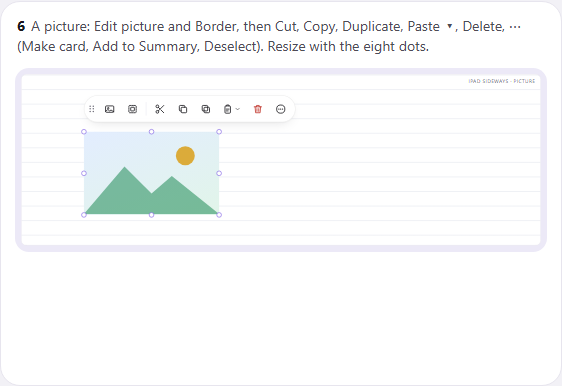 6 A picture: Edit picture and Border, then Cut, Copy, Duplicate, Paste ▾, Delete, ···
(Make card, Add to Summary, Deselect). Resize with the eight dots.
IPAD SIDEWAYS · PICTURE